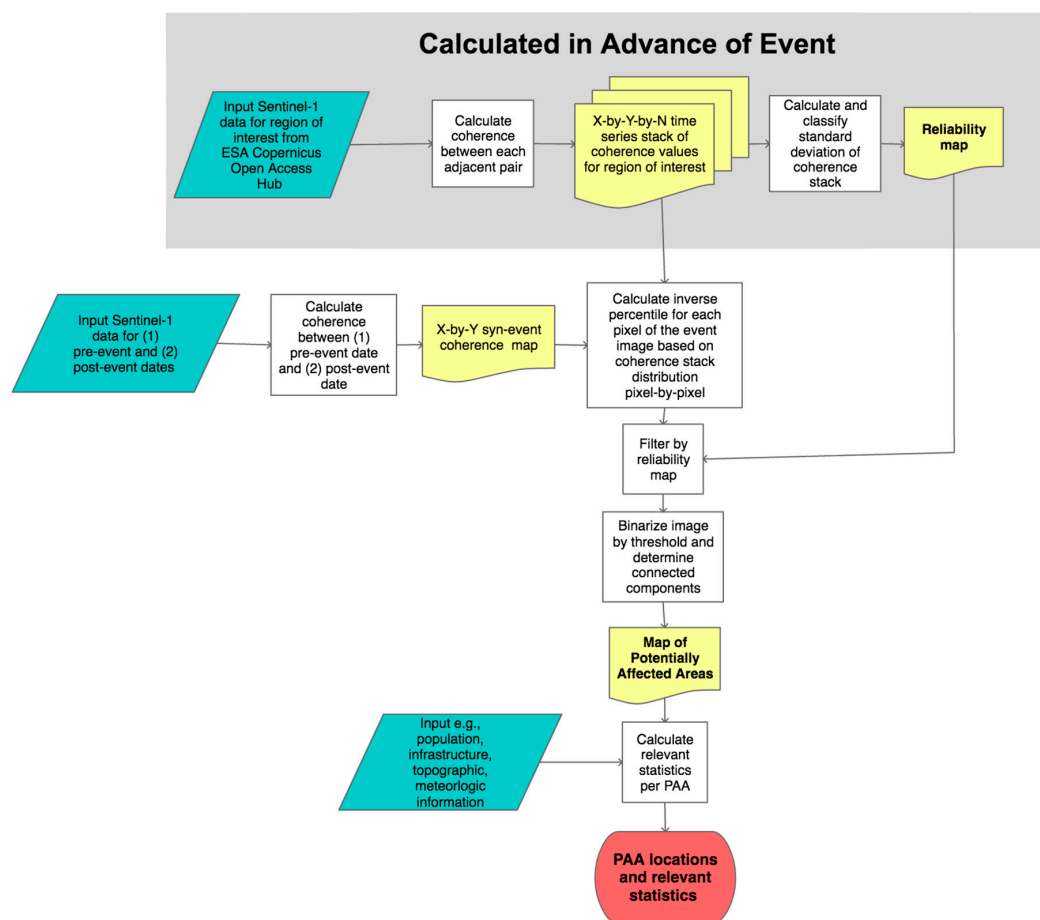 Calculated in Advance of Event
Input Sentinel-1
data for region of
interest from
ESA Copernicus
Open Access
Hub
Calculate
coherence
between each
adjacent pair
X-by-Y-by-N time
series stack of
coherence values
for region of interest
Calculate and
classify
standard
deviation of
coherence
stack
Reliability
map
Input Sentinel-1
data for (1)
pre-event and (2)
post-event dates
Calculate
coherence
between (1)
pre-event date
and (2) post-event
date
X-by-Y syn-event
coherence map
Calculate inverse
percentile for each
pixel of the event
image based on
coherence stack
distribution
pixel-by-pixel
Filter by
reliability
map
Binarize image
by threshold and
determine
connected
components
Map of
Potentially
Affected Areas
Input e.g.,
population,
infrastructure,
topographic,
meteorlogic
information
Calculate
relevant
statistics
per PAA
PAA locations
and relevant
statistics